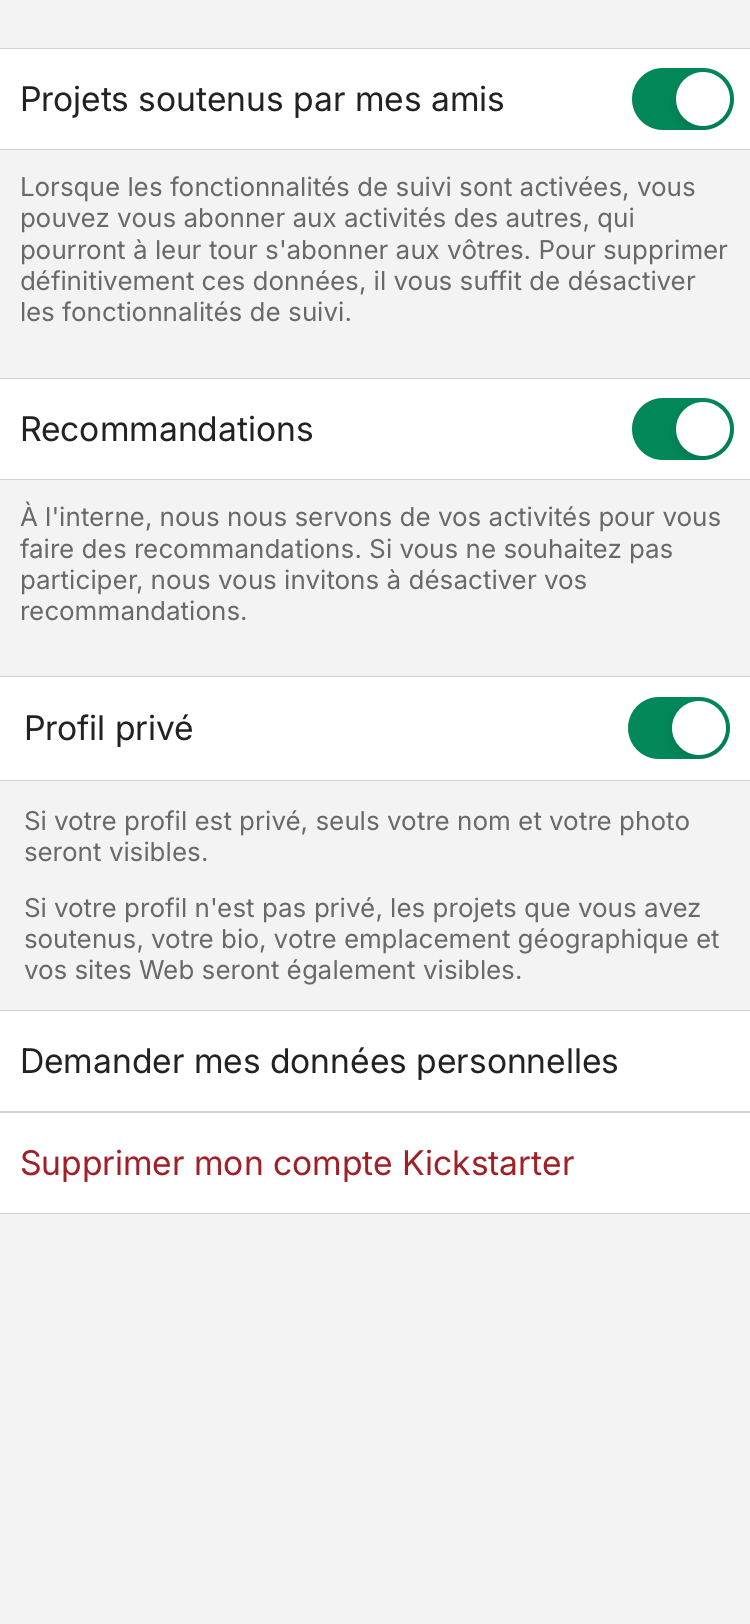 Projets soutenus par mes amis
Lorsque les fonctionnalités de suivi sont activées, vous
pouvez vous abonner aux activités des autres, qui
pourront à leur tour s'abonner aux vôtres. Pour supprimer
définitivement ces données, il vous suffit de désactiver
les fonctionnalités de suivi.
Recommandations
À l'interne, nous nous servons de vos activités pour vous
faire des recommandations. Si vous ne souhaitez pas
participer, nous vous invitons à désactiver vos
recommandations.
Profil privé
Si votre profil est privé, seuls votre nom et votre photo
seront visibles.
Si votre profil n'est pas privé, les projets que vous avez
soutenus, votre bio, votre emplacement géographique et
vos sites Web seront également visibles.
Demander mes données personnelles
Supprimer mon compte Kickstarter